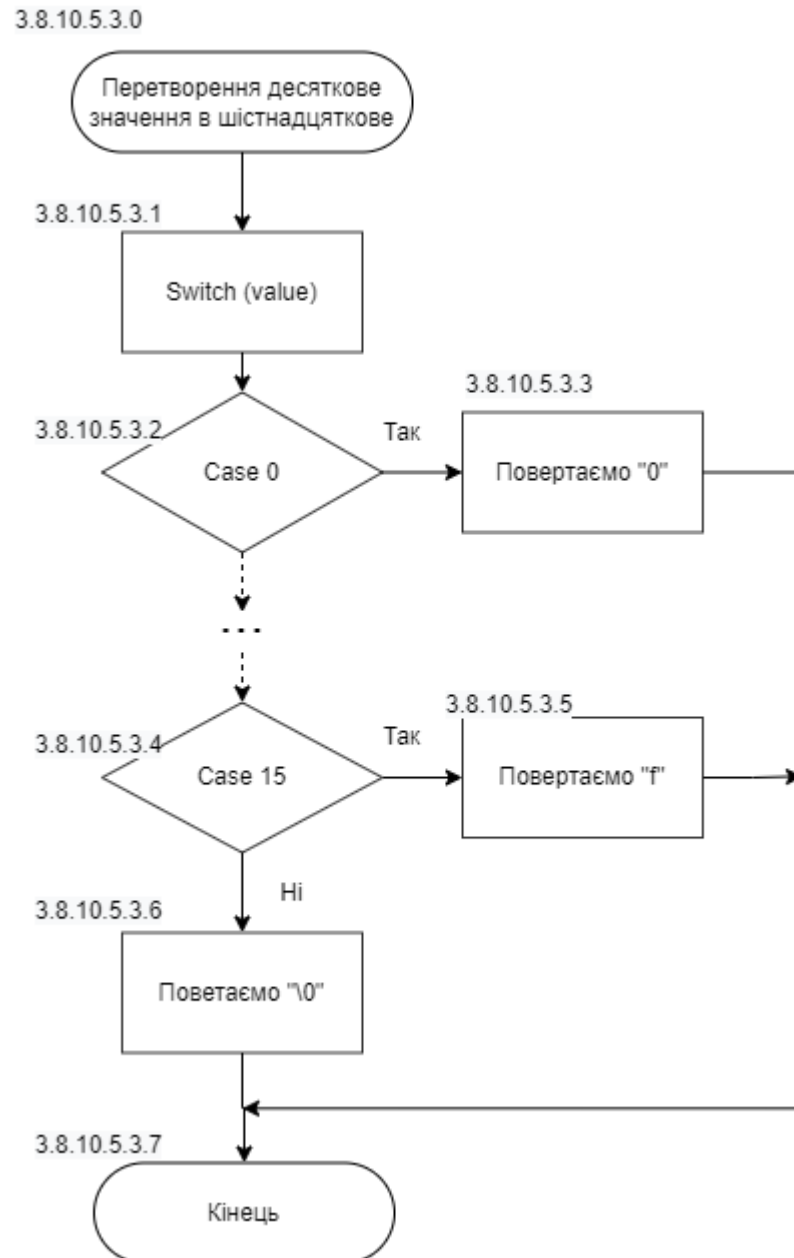 3.8.10.5.3.0
Перетворення десяткове
значення в шістнадцяткове
3.8.10.5.3.1
Switch (value)
3.8.10.5.3.2
Case 0
Так
3.8.10.5.3.3
Повертаємо "0"
...
3.8.10.5.3.4
Case 15
Так
3.8.10.5.3.5
Повертаємо "f"
Ні
3.8.10.5.3.6
Поветаємо "\0"
3.8.10.5.3.7
Кінець